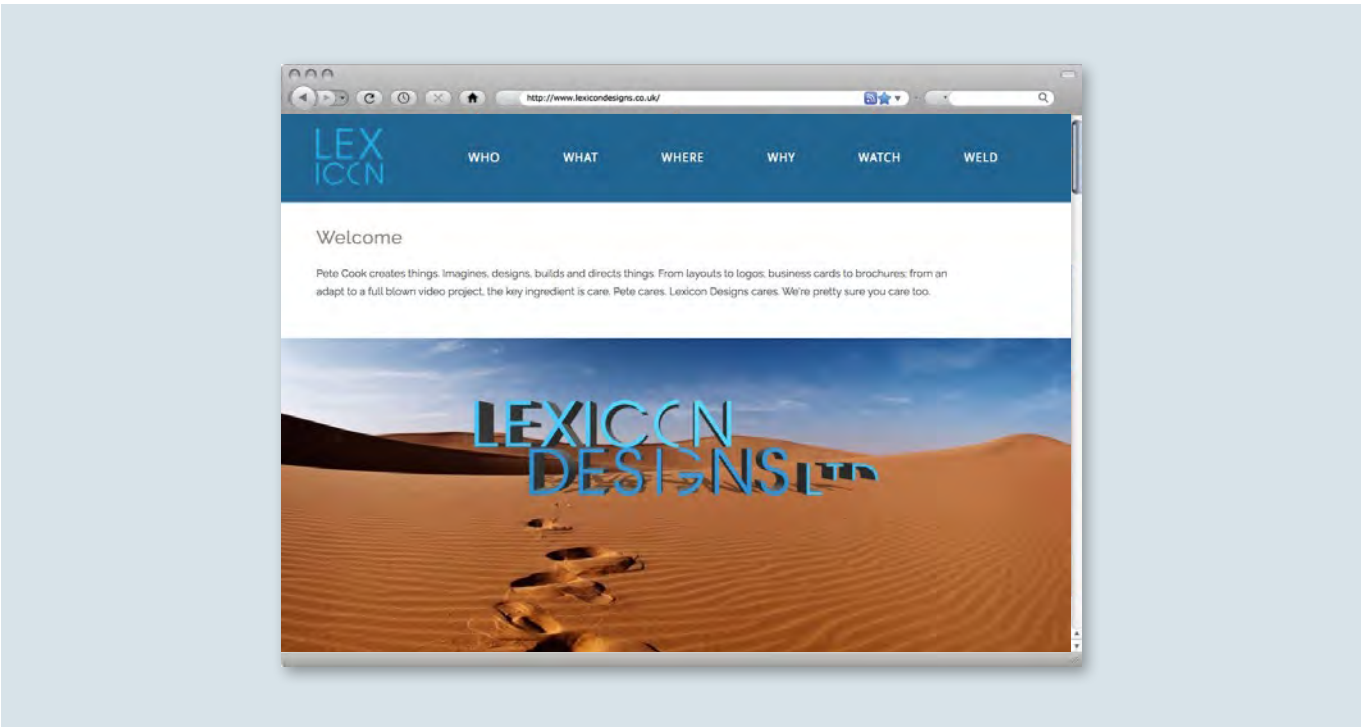 http://www.lexicondesigns.co.uk/
LEX
ICON
WHO WHAT WHERE WHY WATCH WELD
Welcome
Pete Cook creates things. Imagines, designs, builds and directs things. From layouts to logos; business cards to brochures; from an
adapt to a full blown video project, the key ingredient is care. Pete cares. Lexicon Designs cares. We're pretty sure you care too.
LEXICON
DESIGNS LTD